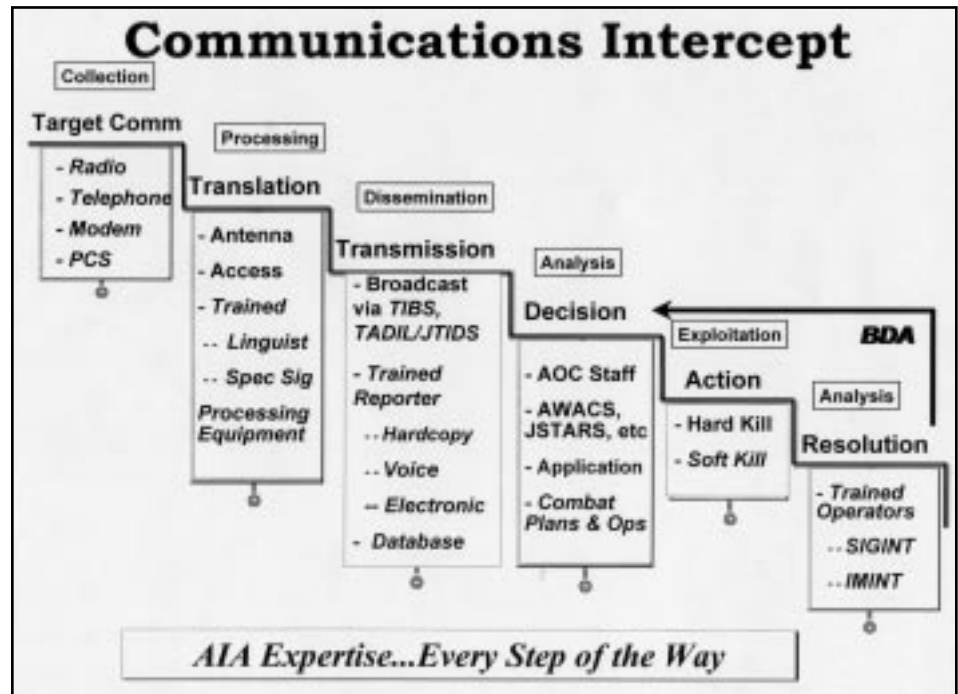 Communications Intercept
Collection
Target Comm
- Radio
- Telephone
- Modem
- PCS
Processing
Translation
- Antenna
- Access
- Trained
-- Linguist
-- Spec Sig
Processing
Equipment
Dissemination
Transmission
- Broadcast
via TIBS,
TADIL/JTIDS
- Trained
Reporter
-- Hardcopy
-- Voice
-- Electronic
- Database
Analysis
Decision
- AOC Staff
- AWACS,
JSTARS, etc
- Application
- Combat
Plans & Ops
Exploitation
Action
- Hard Kill
- Soft Kill
BDA
Analysis
Resolution
- Trained
Operators
-- SIGINT
-- IMINT
AIA Expertise...Every Step of the Way